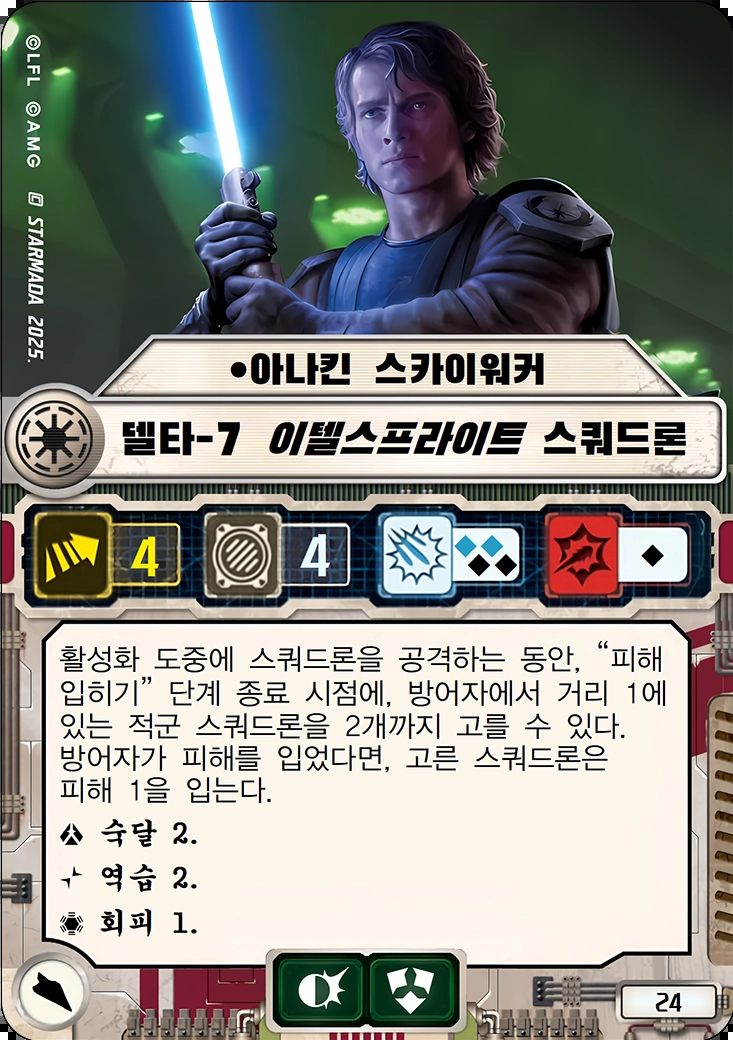 ©LFL ©AMG STARMADA 2025.
•아나킨 스카이워커
델타-7 이텔스프라이트 스쿼드론
4 4
활성화 도중에 스쿼드론을 공격하는 동안, “피해
입히기” 단계 종료 시점에, 방어자에서 거리 1에
있는 적군 스쿼드론을 2개까지 고를 수 있다.
방어자가 피해를 입었다면, 고른 스쿼드론은
피해 1을 입는다.
숙달 2.
역습 2.
회피 1.
24